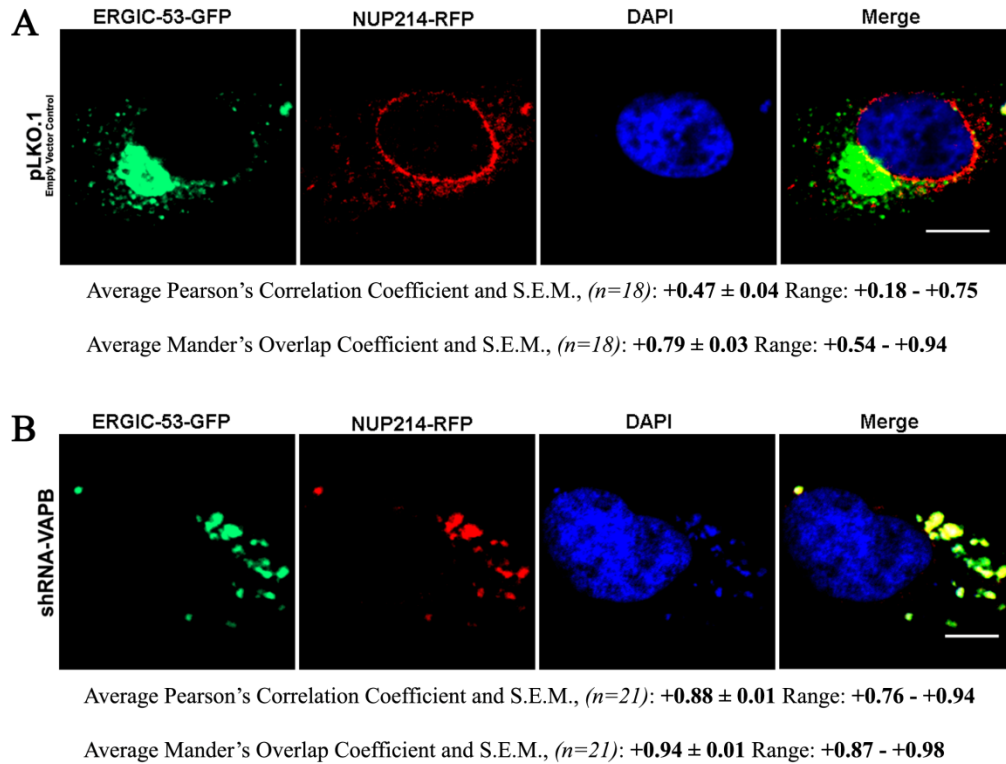 A
ERGIC-53-GFP NUP214-RFP DAPI Merge
pLKO.1
Empty Vector Control
Average Pearson's Correlation Coefficient and S.E.M., (n=18): +0.47 ± 0.04 Range: +0.18 - +0.75
Average Mander's Overlap Coefficient and S.E.M., (n=18): +0.79 ± 0.03 Range: +0.54 - +0.94
B
ERGIC-53-GFP NUP214-RFP DAPI Merge
shRNA-VAPB
Average Pearson's Correlation Coefficient and S.E.M., (n=21): +0.88 ± 0.01 Range: +0.76 - +0.94
Average Mander's Overlap Coefficient and S.E.M., (n=21): +0.94 ± 0.01 Range: +0.87 - +0.98